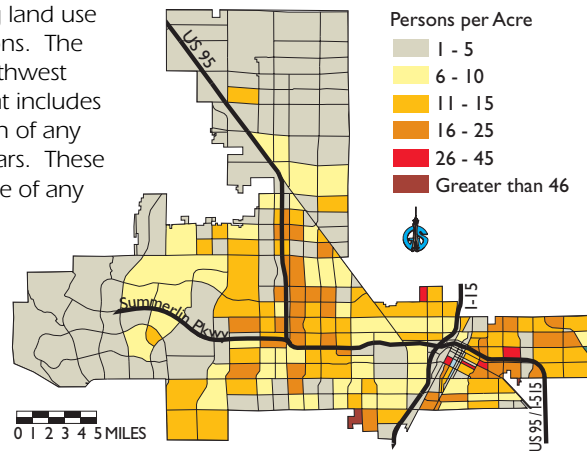 land use
ons. The
thwest
t includes
n of any
ars. These
e of any
US 95
Persons per Acre
1 - 5
6 - 10
11 - 15
16 - 25
26 - 45
Greater than 46
Summerlin Pkwy
I-15
US 95 / I-515
0 1 2 3 4 5 MILES